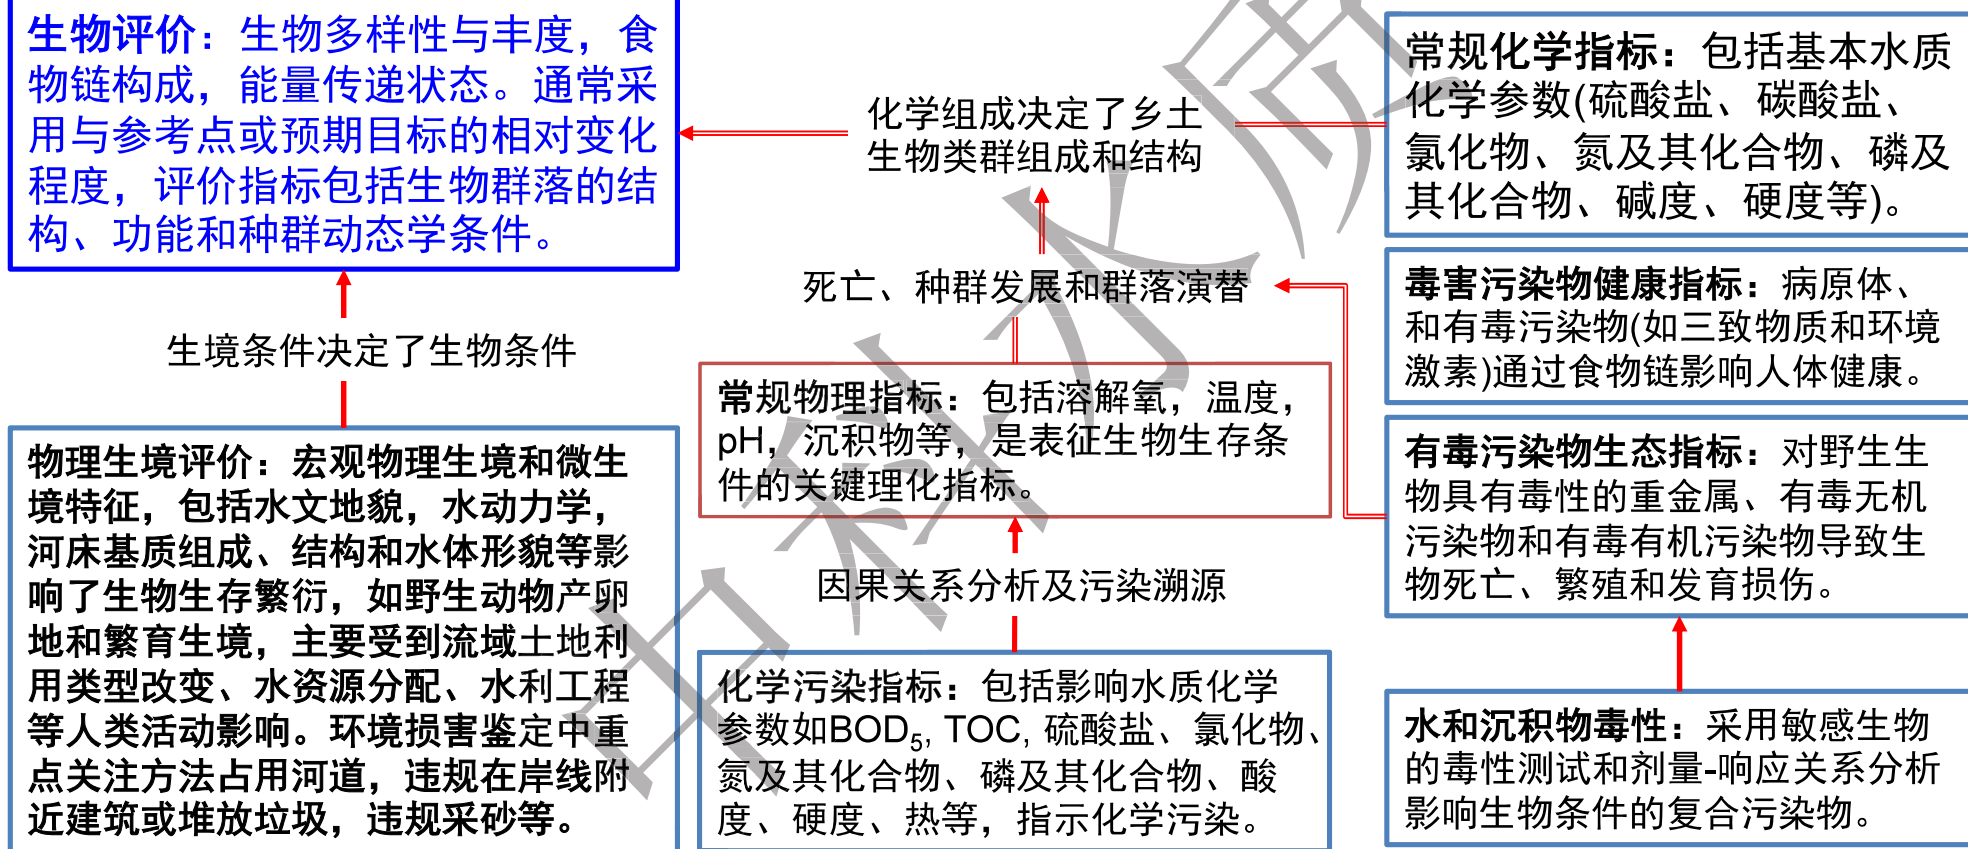 生物评价：生物多样性与丰度，食
物链构成，能量传递状态。通常采
用与参考点或预期目标的相对变化
程度，评价指标包括生物群落的结
构、功能和种群动态学条件。
生境条件决定了生物条件
物理生境评价：宏观物理生境和微生
境特征，包括水文地貌，水动力学，
河床基质组成、结构和水体形貌等影
响了生物生存繁衍，如野生动物产卵
地和繁育生境，主要受到流域土地利
用类型改变、水资源分配、水利工程
等人类活动影响。环境损害鉴定中重
点关注方法占用河道，违规在岸线附
近建筑或堆放垃圾，违规采砂等。
化学组成决定了乡土
生物类群组成和结构
死亡、种群发展和群落演替
常规物理指标：包括溶解氧，温度，
pH，沉积物等，是表征生物生存条
件的关键理化指标。
因果关系分析及污染溯源
化学污染指标：包括影响水质化学
参数如BOD₅, TOC, 硫酸盐、氯化物、
氮及其化合物、磷及其化合物、酸
度、硬度、热等，指示化学污染。
常规化学指标：包括基本水质
化学参数(硫酸盐、碳酸盐、
氯化物、氮及其化合物、磷及
其化合物、碱度、硬度等)。
毒害污染物健康指标：病原体、
和有毒污染物(如三致物质和环境
激素)通过食物链影响人体健康。
有毒污染物生态指标：对野生生
物具有毒性的重金属、有毒无机
污染物和有毒有机污染物导致生
物死亡、繁殖和发育损伤。
水和沉积物毒性：采用敏感生物
的毒性测试和剂量-响应关系分析
影响生物条件的复合污染物。
中科水质